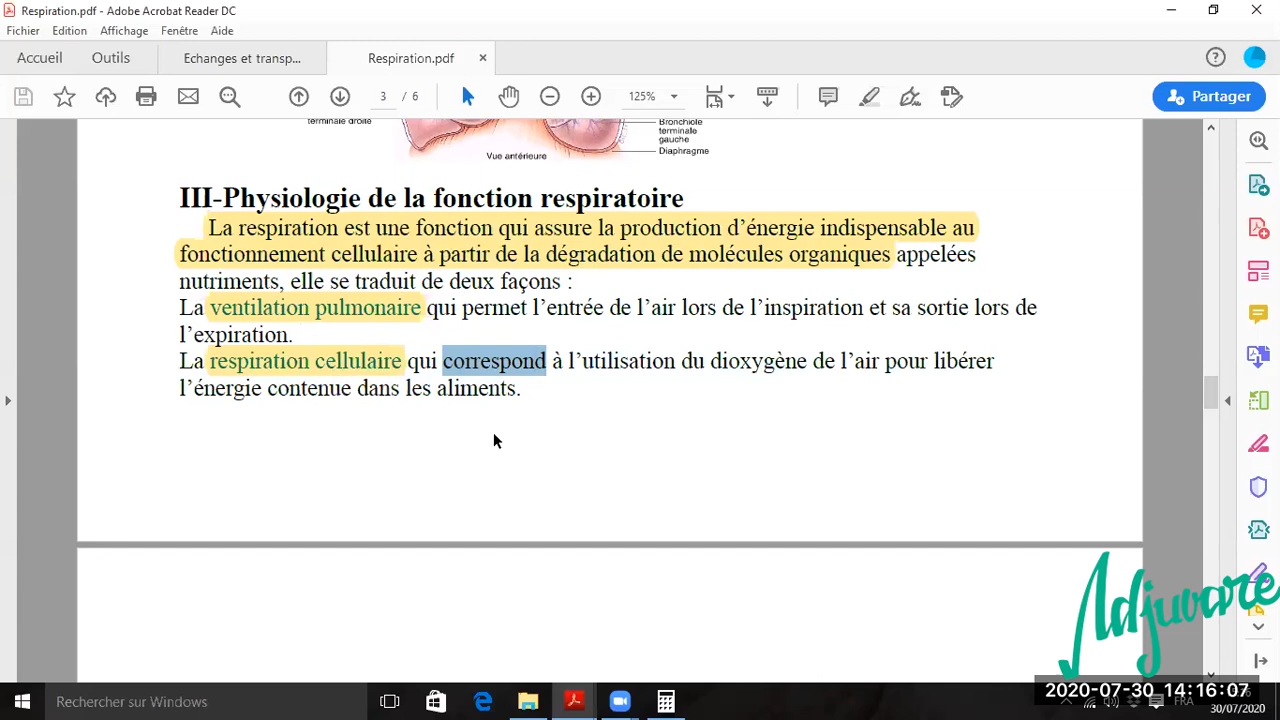 Respiration.pdf - Adobe Acrobat Reader DC
Fichier Edition Affichage Fenêtre Aide
Accueil Outils Echanges et transp... Respiration.pdf ×
3 / 6 125% Partager
terminale droite
Bronchiole
terminale
gauche
Diaphragme
Vue antérieure
III-Physiologie de la fonction respiratoire
La respiration est une fonction qui assure la production d'énergie indispensable au
fonctionnement cellulaire à partir de la dégradation de molécules organiques appelées
nutriments, elle se traduit de deux façons :
La ventilation pulmonaire qui permet l'entrée de l'air lors de l'inspiration et sa sortie lors de
l'expiration.
La respiration cellulaire qui correspond à l'utilisation du dioxygène de l'air pour libérer
l'énergie contenue dans les aliments.
Adjuvare
2020-07-30 14:16:07
Rechercher sur Windows
FRA
30/07/2020